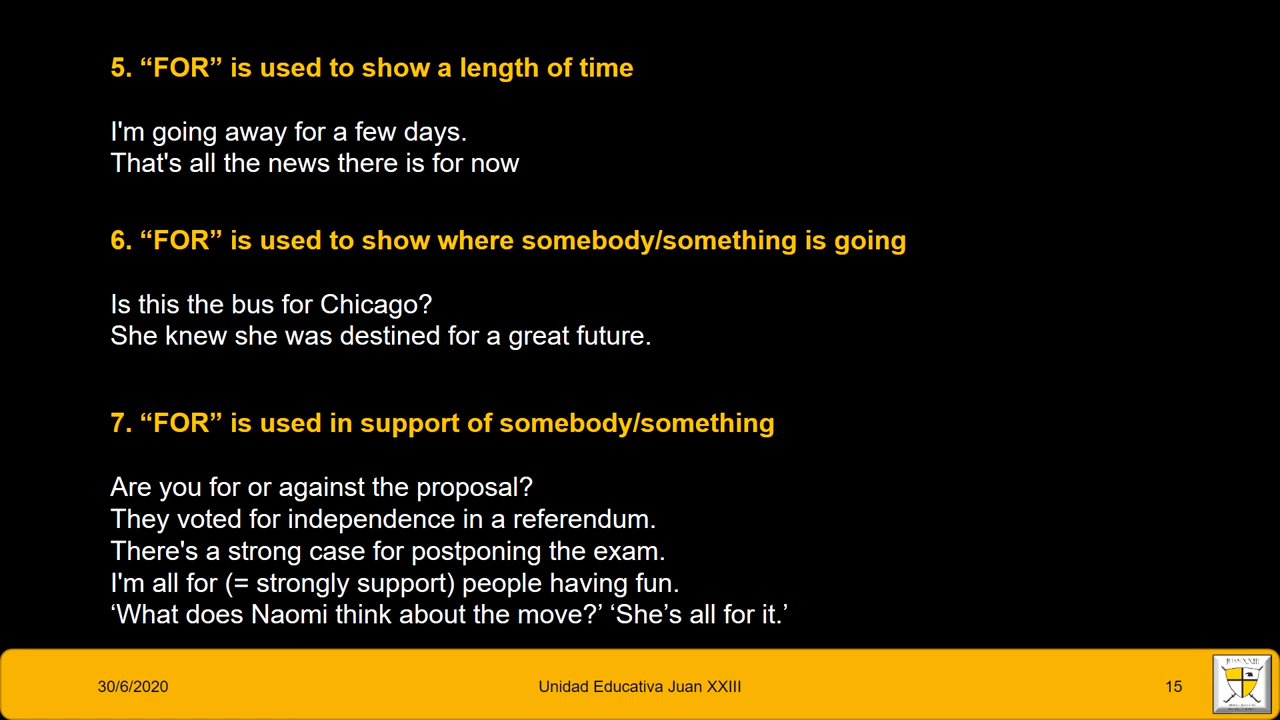 5. “FOR” is used to show a length of time
I'm going away for a few days.
That's all the news there is for now
6. “FOR” is used to show where somebody/something is going
Is this the bus for Chicago?
She knew she was destined for a great future.
7. “FOR” is used in support of somebody/something
Are you for or against the proposal?
They voted for independence in a referendum.
There's a strong case for postponing the exam.
I'm all for (= strongly support) people having fun.
‘What does Naomi think about the move?’ ‘She’s all for it.’
30/6/2020
Unidad Educativa Juan XXIII
15
JUAN XXIII